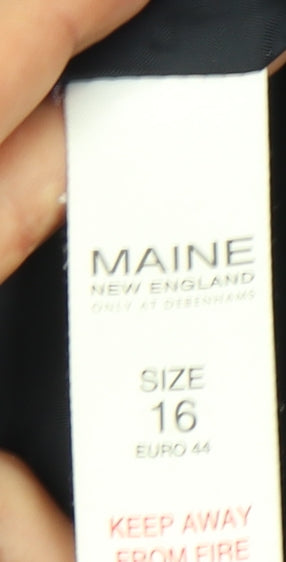 MAINE
NEW ENGLAND
ONLY AT DEBENHAMS
SIZE
16
EURO 44
KEEP AWAY
FROM FIRE